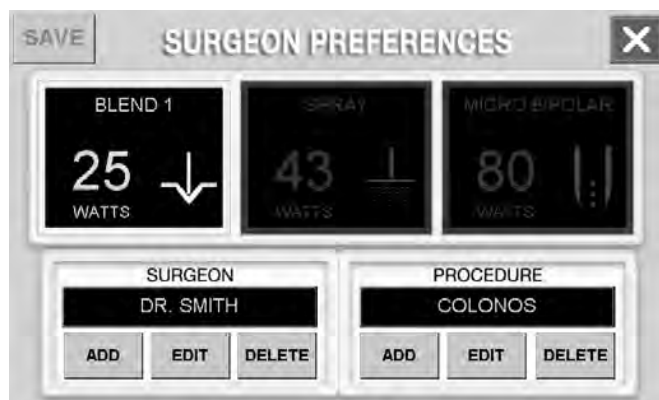 SAVE
SURGEON PREFERENCES
BLEND 1
25
WATTS
SPRAY
43
WATTS
MICRO BIPOLAR
80
WATTS
SURGEON
DR. SMITH
ADD EDIT DELETE
PROCEDURE
COLONOS
ADD EDIT DELETE